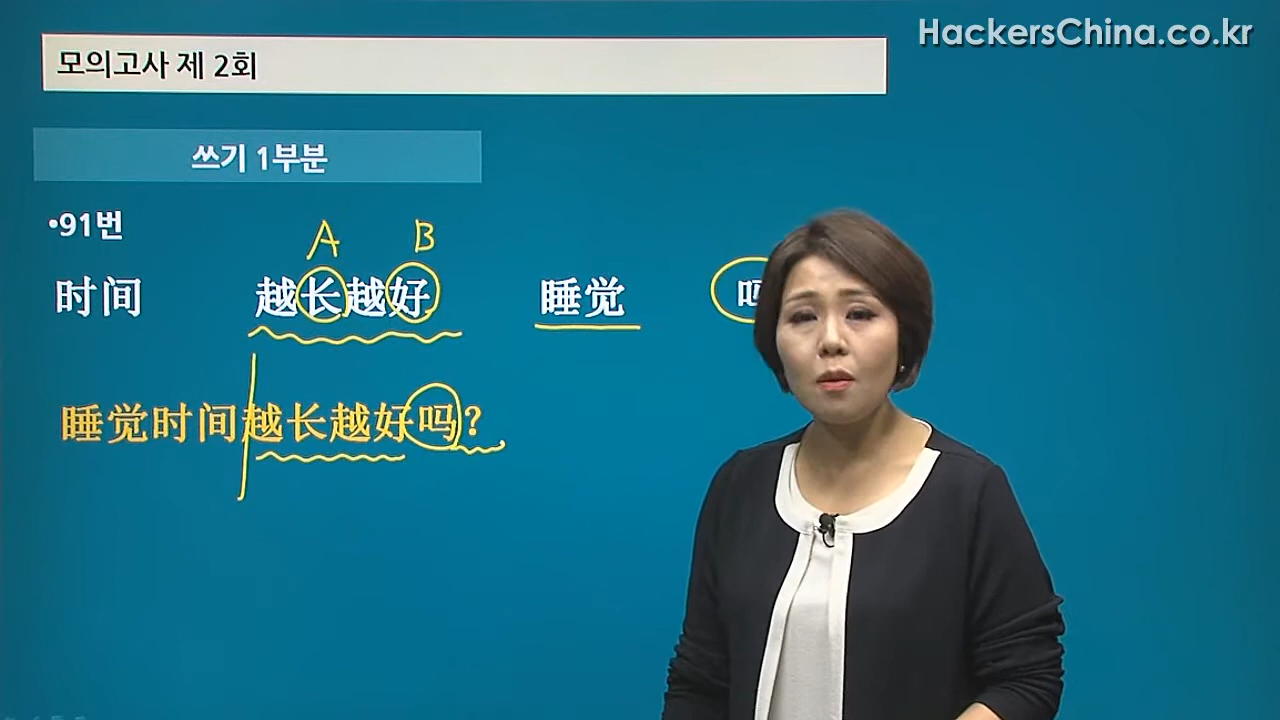 HackersChina.co.kr
모의고사 제 2회
쓰기 1부분
•91번
A B
时间 越长越好 睡觉
睡觉时间越长越好吗?